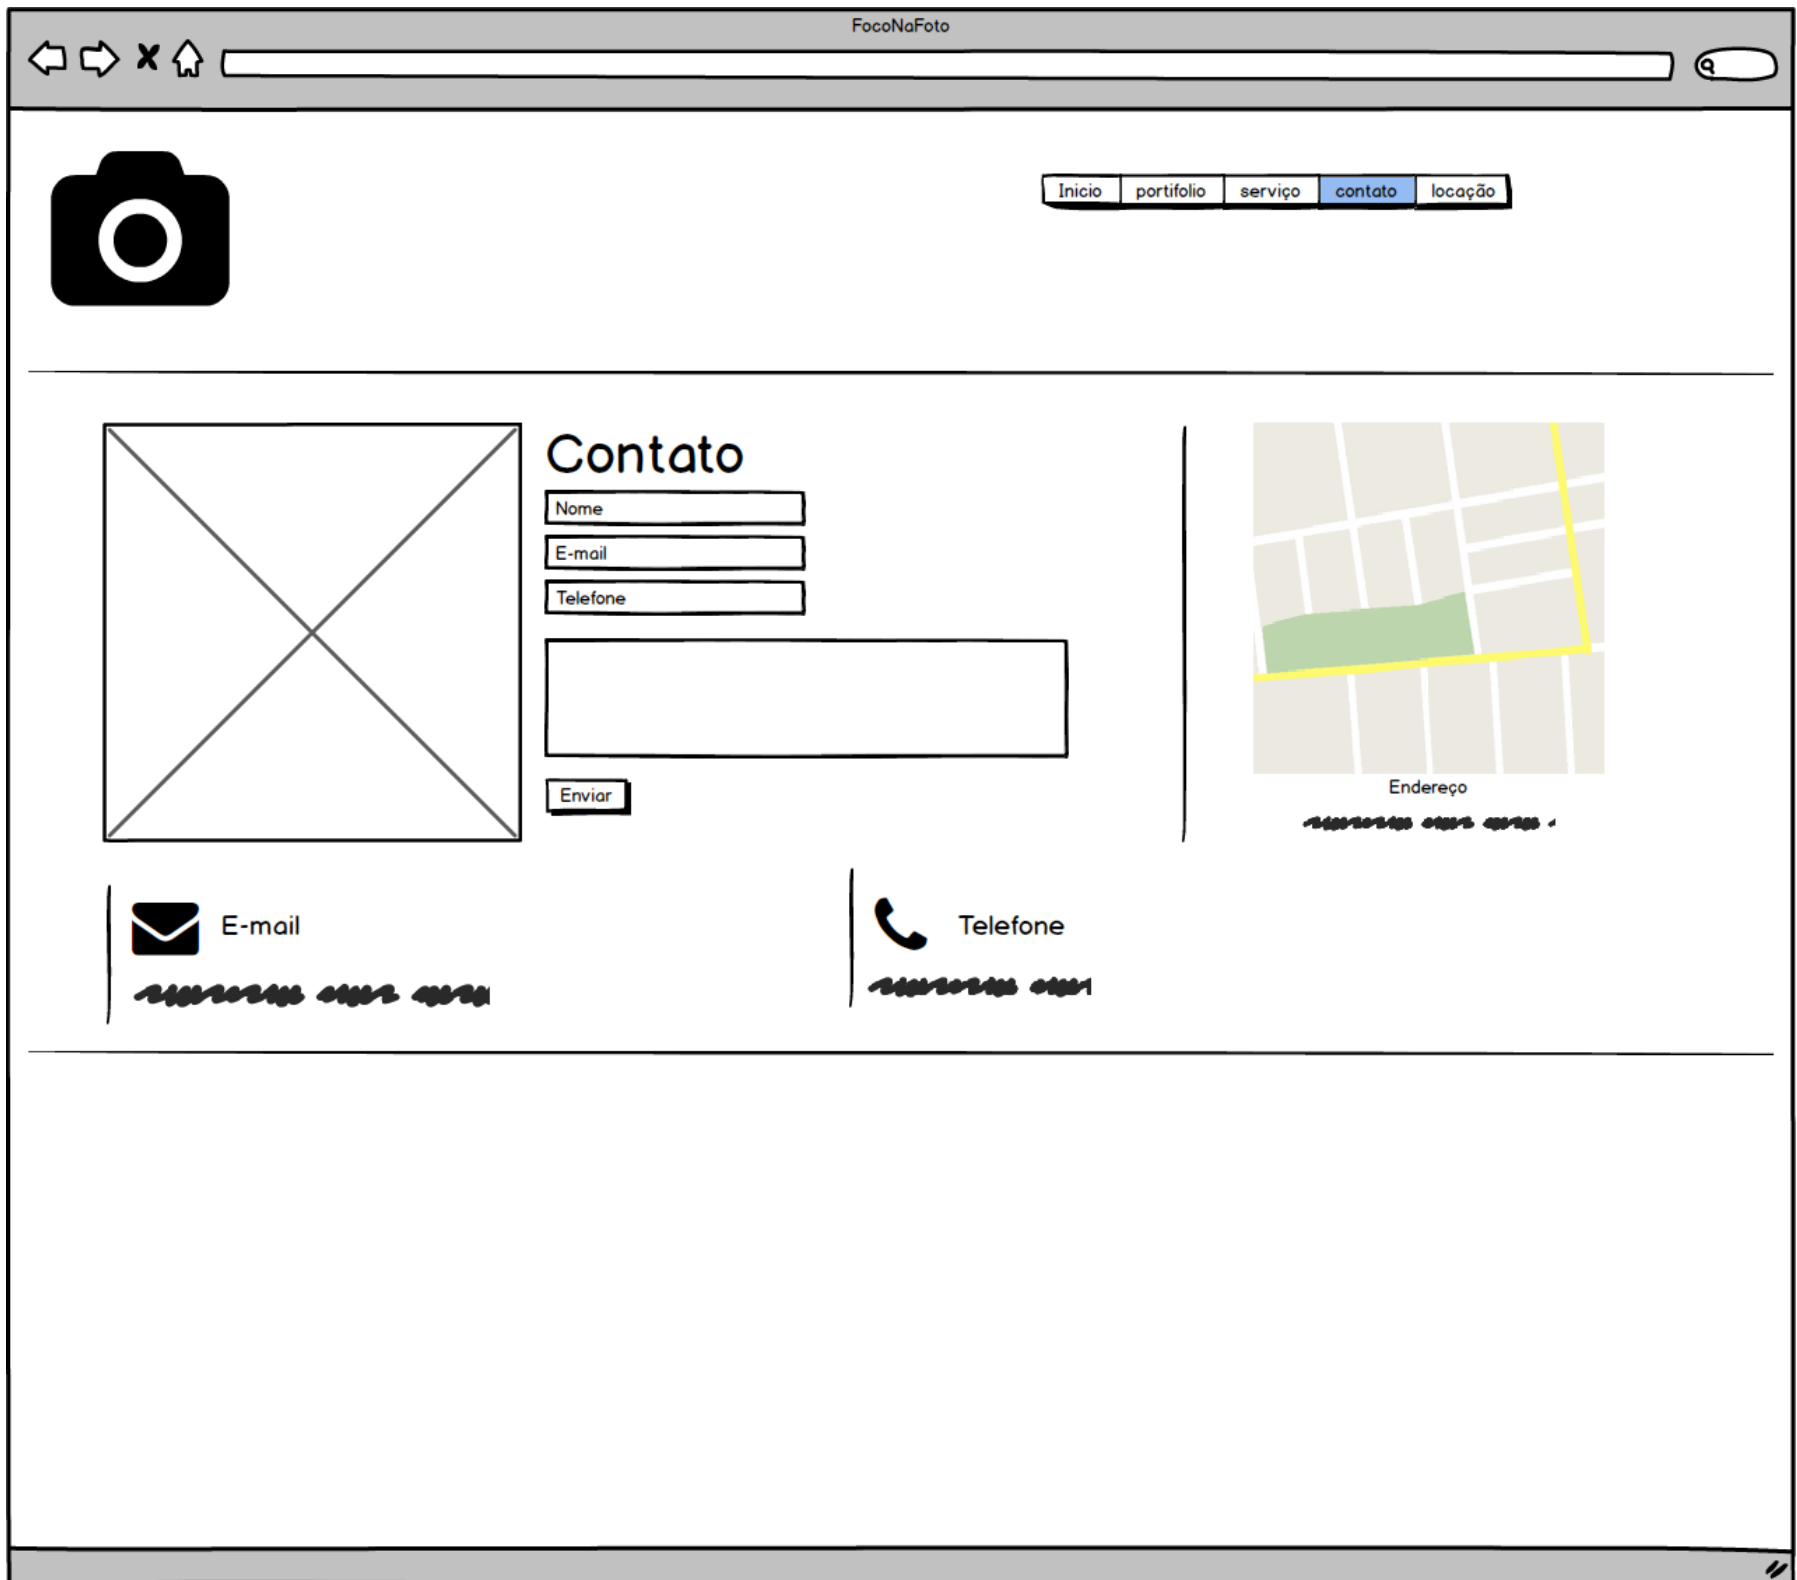 FocoNaFoto
Inicio portifolio serviço contato locação
Contato
Nome
E-mail
Telefone
Enviar
Endereço
E-mail
Telefone